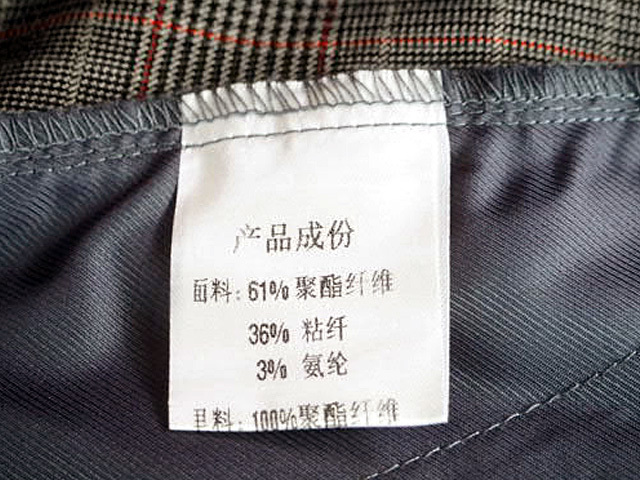 产品成份
面料: 61% 聚酯纤维
36% 粘纤
3% 氨纶
里料: 100%聚酯纤维